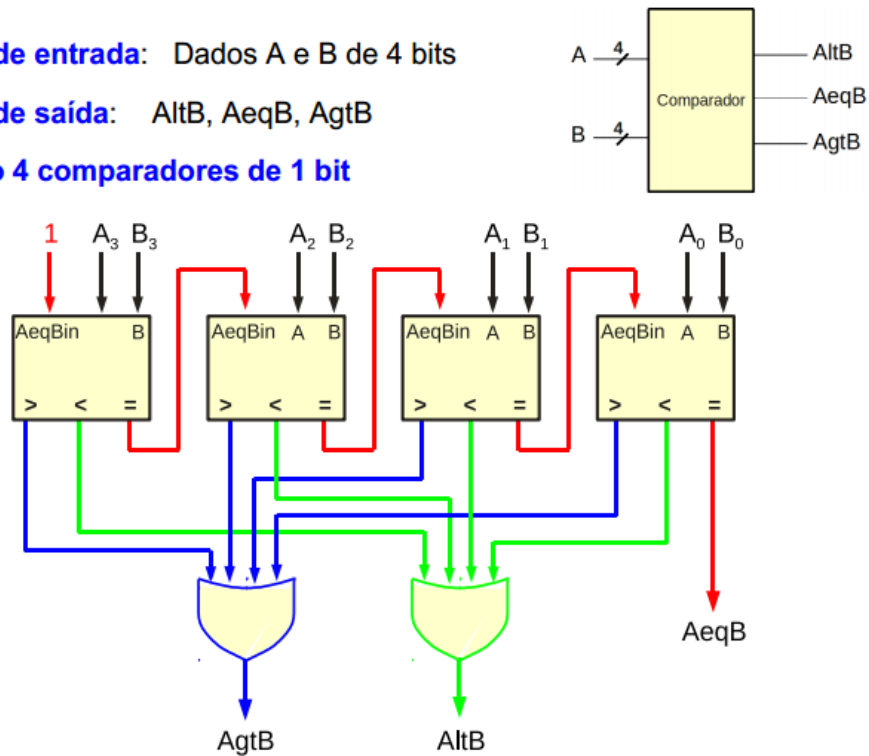 de entrada: Dados A e B de 4 bits
de saída: AltB, AeqB, AgtB
4 comparadores de 1 bit
A 4
B 4
Comparador
AltB
AeqB
AgtB
1 A3 B3 A2 B2 A1 B1 A0 B0
AeqBin B AeqBin A B AeqBin A B AeqBin A B
> < = > < = > < = > < =
AeqB
AgtB AltB